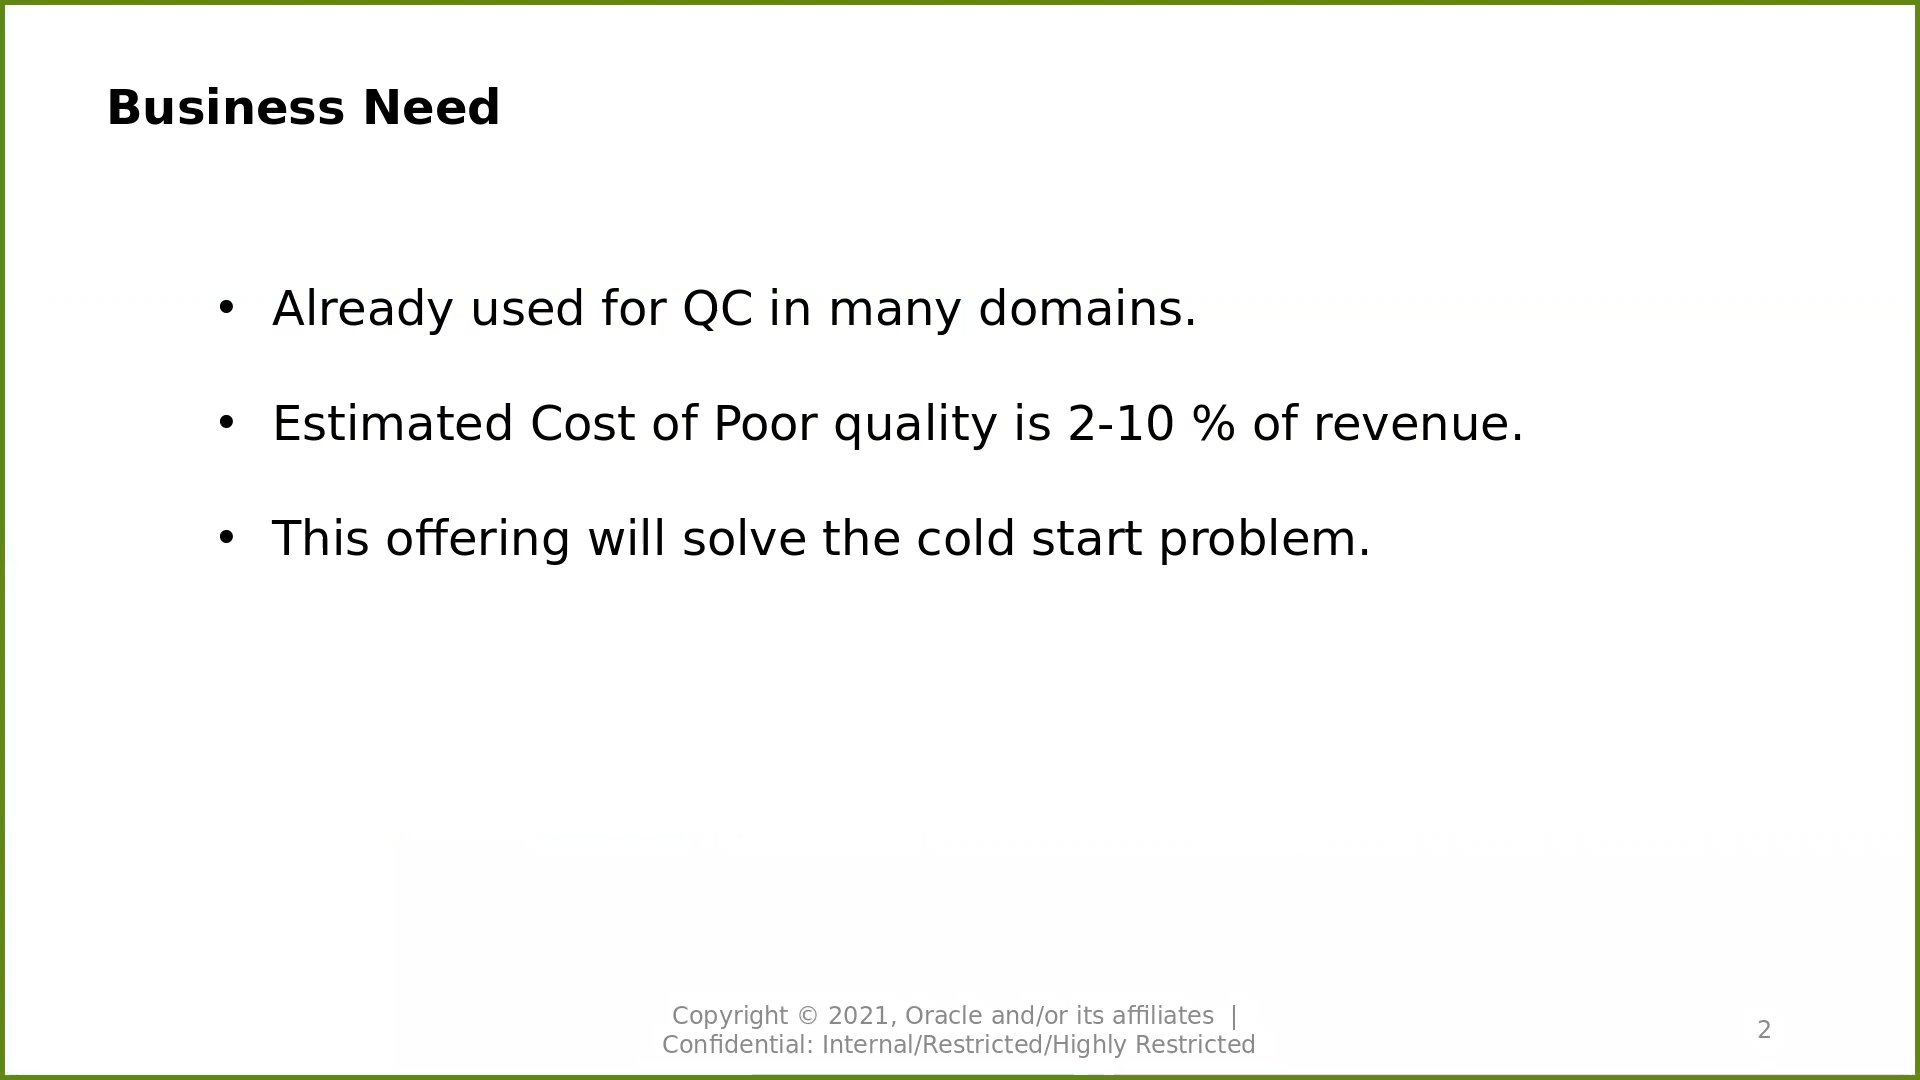 Business Need
• Already used for QC in many domains.
• Estimated Cost of Poor quality is 2-10 % of revenue.
• This offering will solve the cold start problem.
Copyright © 2021, Oracle and/or its affiliates |
Confidential: Internal/Restricted/Highly Restricted
2